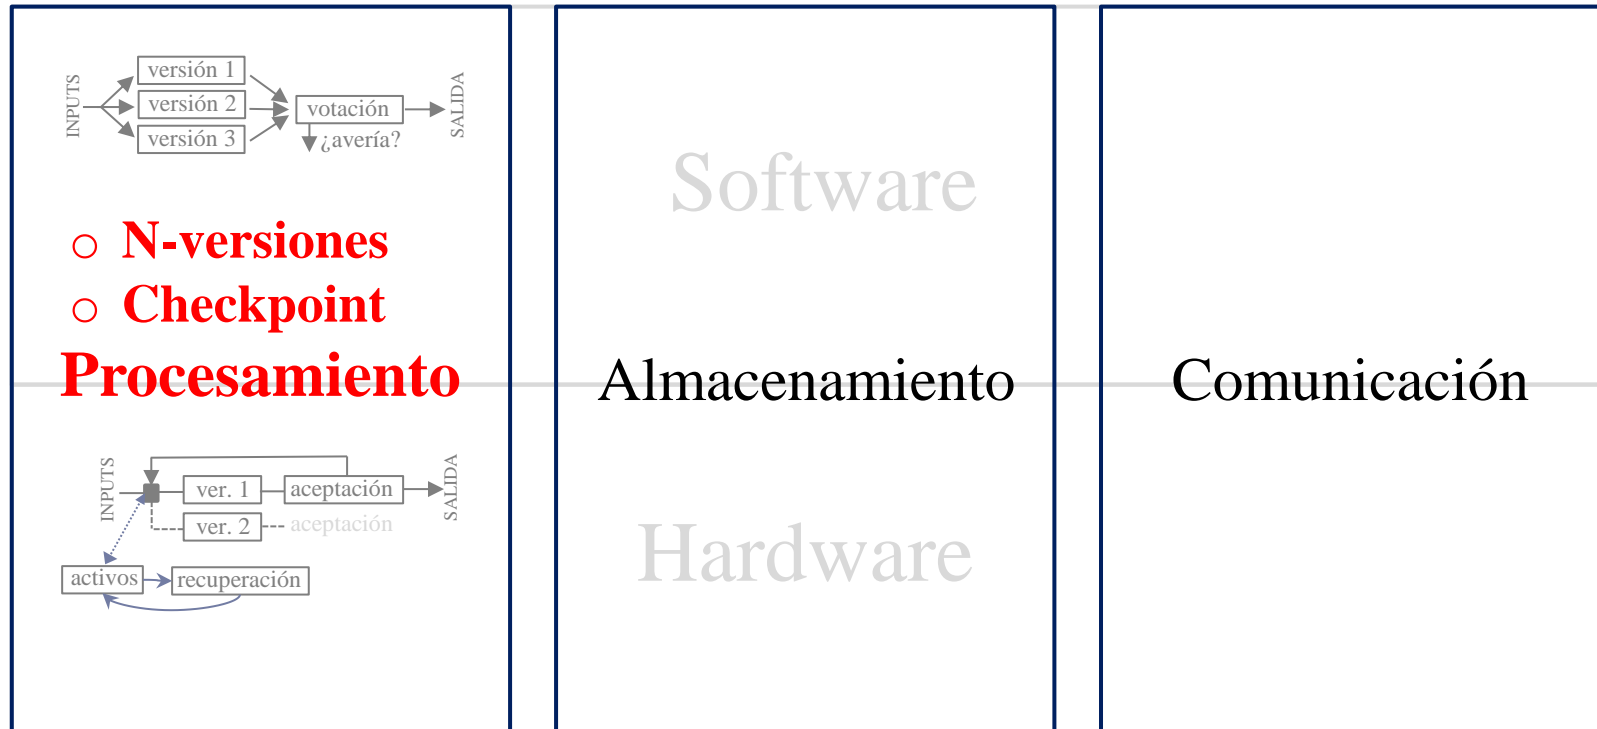 INPUTS
versión 1
versión 2
versión 3
votación
¿avería?
SALIDA
○ N-versiones
○ Checkpoint
Procesamiento
INPUTS
ver. 1
aceptación
SALIDA
ver. 2
aceptación
activos
recuperación
Software
Almacenamiento
Hardware
Comunicación